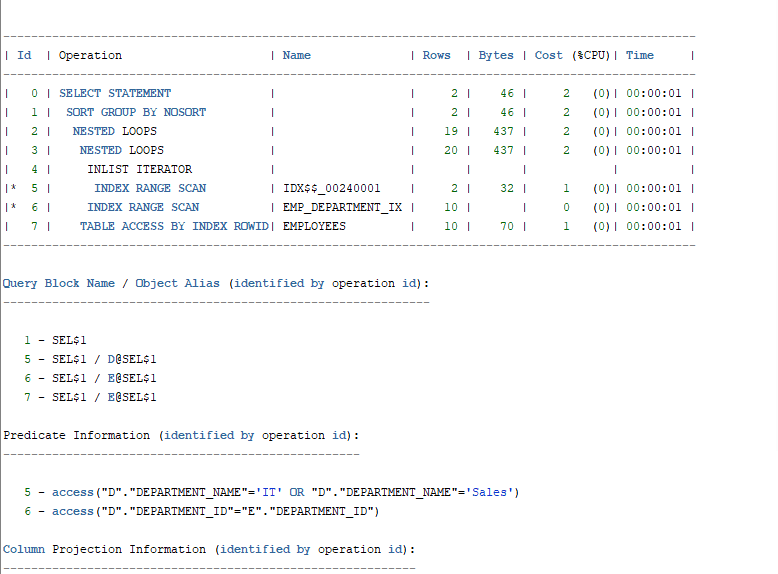 --------------------------------------------------------------------------------------------------
| Id  | Operation                      | Name              | Rows  | Bytes | Cost (%CPU)| Time     |
--------------------------------------------------------------------------------------------------
|   0 | SELECT STATEMENT               |                   |     2 |    46 |     2   (0)| 00:00:01 |
|   1 |  SORT GROUP BY NOSORT          |                   |     2 |    46 |     2   (0)| 00:00:01 |
|   2 |   NESTED LOOPS                 |                   |    19 |   437 |     2   (0)| 00:00:01 |
|   3 |    NESTED LOOPS                |                   |    20 |   437 |     2   (0)| 00:00:01 |
|   4 |     INLIST ITERATOR            |                   |       |       |            |          |
|*  5 |      INDEX RANGE SCAN          | IDX$$_00240001    |     2 |    32 |     1   (0)| 00:00:01 |
|*  6 |     INDEX RANGE SCAN           | EMP_DEPARTMENT_IX |    10 |       |     0   (0)| 00:00:01 |
|   7 |    TABLE ACCESS BY INDEX ROWID| EMPLOYEES         |    10 |    70 |     1   (0)| 00:00:01 |
--------------------------------------------------------------------------------------------------
Query Block Name / Object Alias (identified by operation id):
-------------------------------------------------------------
1 - SEL$1
5 - SEL$1 / D@SEL$1
6 - SEL$1 / E@SEL$1
7 - SEL$1 / E@SEL$1
Predicate Information (identified by operation id):
---------------------------------------------------
5 - access("D"."DEPARTMENT_NAME"='IT' OR "D"."DEPARTMENT_NAME"='Sales')
6 - access("D"."DEPARTMENT_ID"="E"."DEPARTMENT_ID")
Column Projection Information (identified by operation id):
-----------------------------------------------------------